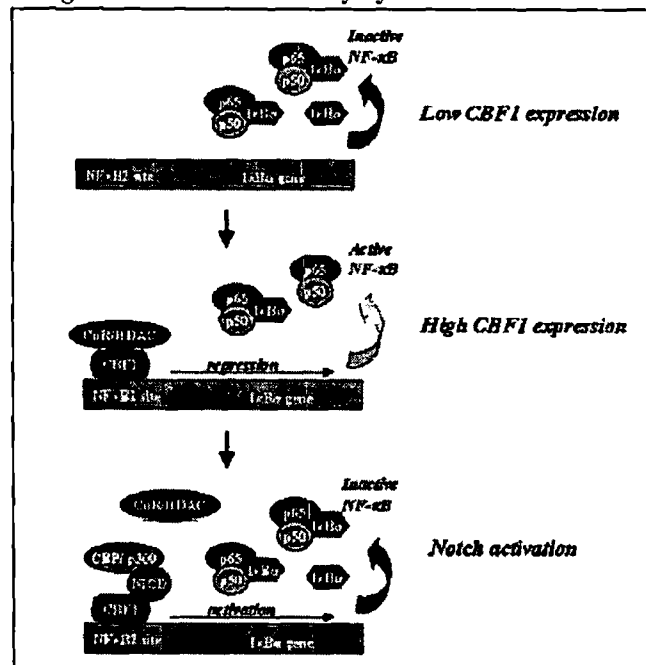 Inactive
NF-κB
p65
IκBα
p50
p65
IκBα
IκBα
p50
Low CBF1 expression
NF-κB2 site
IκBα gene
Active
NF-κB
p65
p50
p65
IκBα
p50
High CBF1 expression
CoR/HDAC
CBF1
repression
NF-κB2 site
IκBα gene
Inactive
NF-κB
CoR/HDAC
p65
IκBα
p50
CBP/p300
p65
IκBα
IκBα
p50
Notch activation
NICD
CBF1
activation
NF-κB2 site
IκBα gene